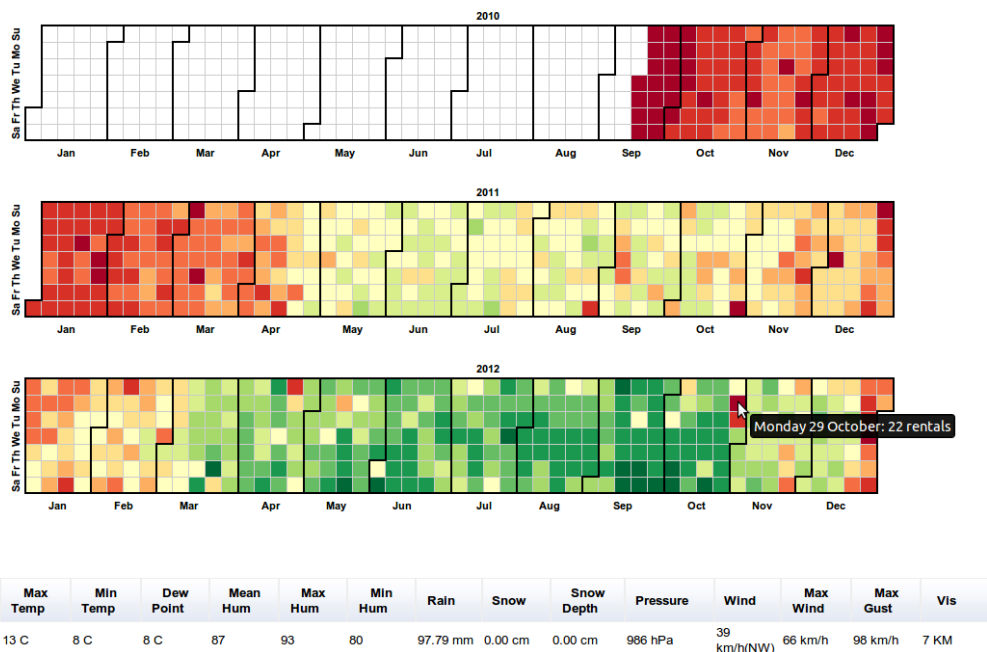 2010
Sa Fr Th We Tu Mo Su
Jan Feb Mar Apr May Jun Jul Aug Sep Oct Nov Dec
2011
Sa Fr Th We Tu Mo Su
Jan Feb Mar Apr May Jun Jul Aug Sep Oct Nov Dec
2012
Sa Fr Th We Tu Mo Su
Monday 29 October: 22 rentals
Jan Feb Mar Apr May Jun Jul Aug Sep Oct Nov Dec
Max Temp Min Temp Dew Point Mean Hum Max Hum Min Hum Rain Snow Snow Depth Pressure Wind Max Wind Max Gust Vis
13 C 8 C 8 C 87 93 80 97.79 mm 0.00 cm 0.00 cm 986 hPa 39 km/h(NW) 66 km/h 98 km/h 7 KM